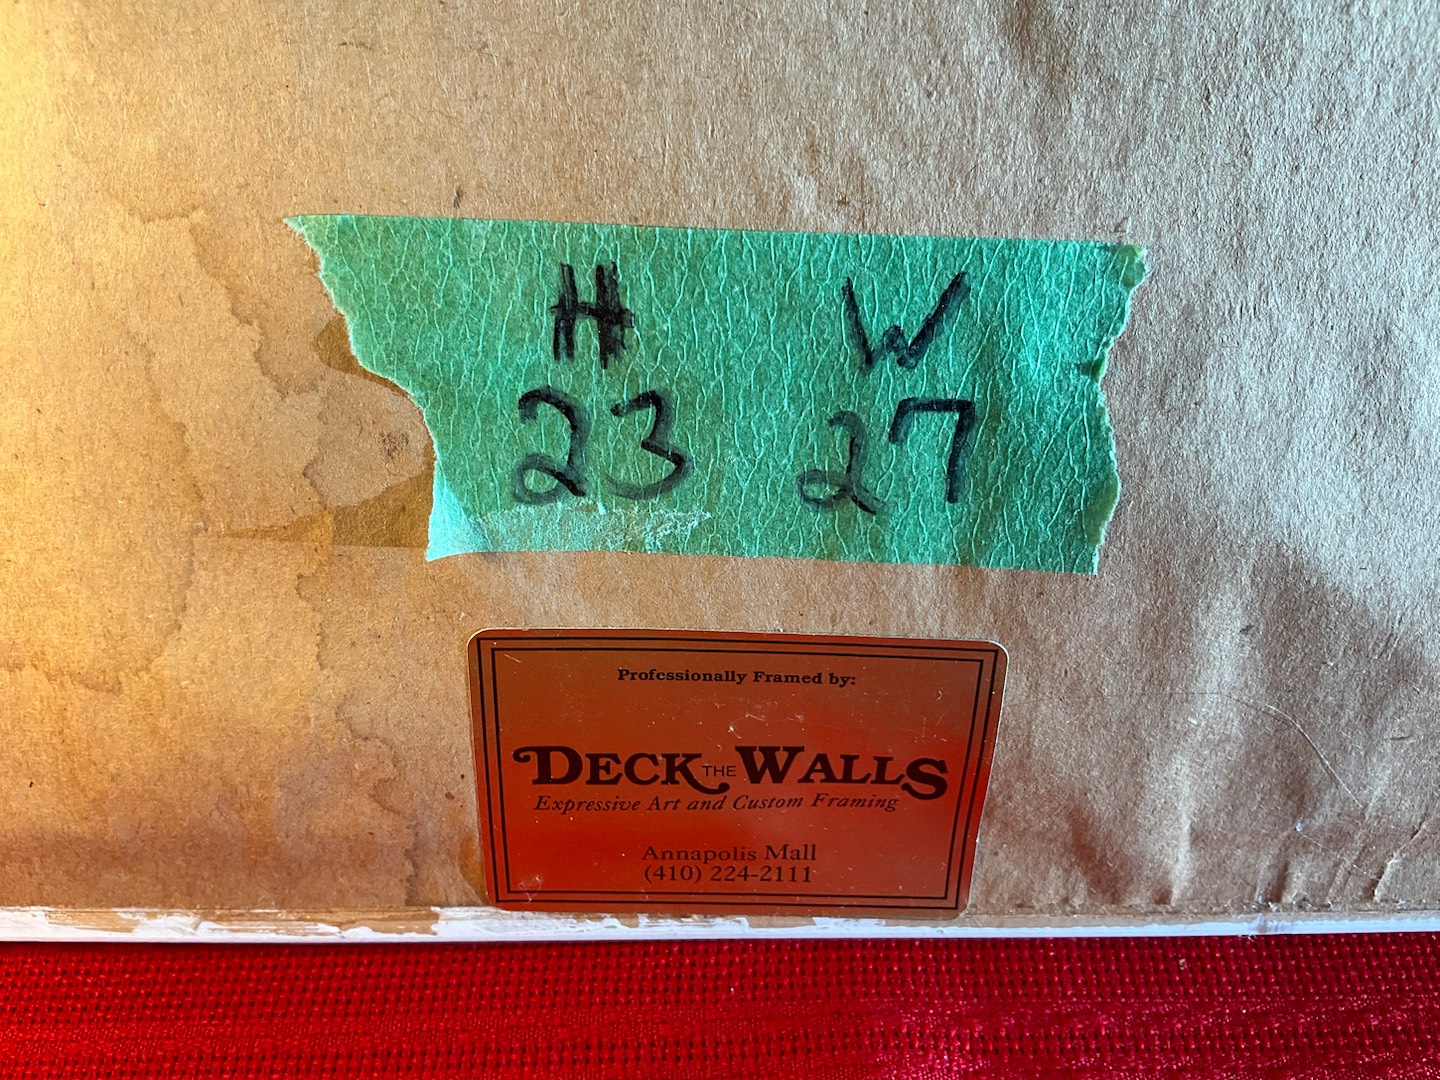 H W
23 27
Professionally Framed by:
DECK THE WALLS
Expressive Art and Custom Framing
Annapolis Mall
(410) 224-2111